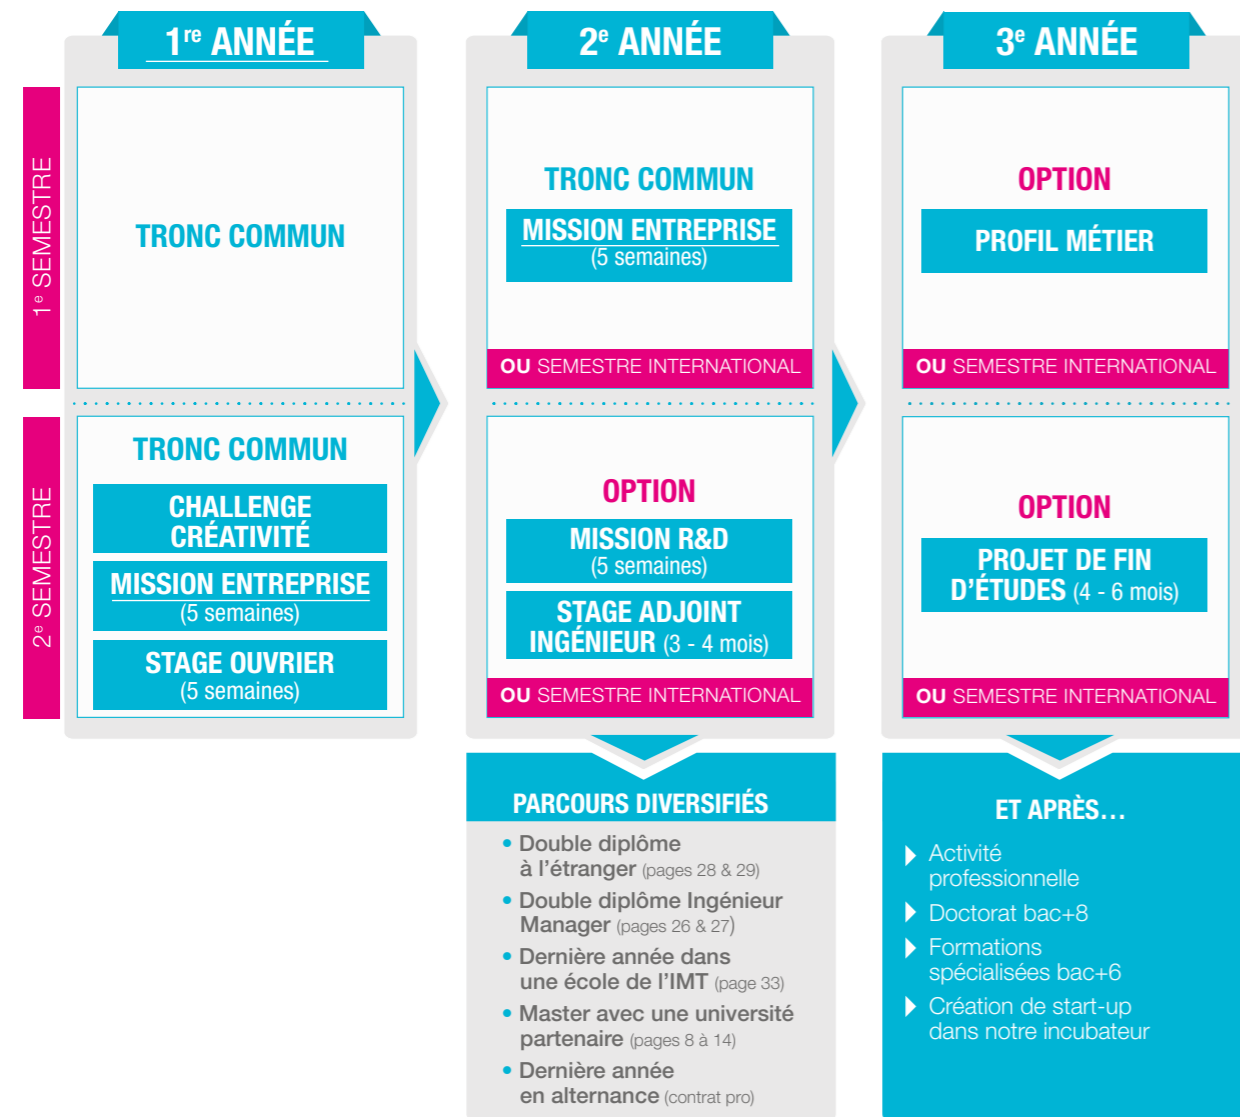 1re ANNÉE
1e SEMESTRE
TRONC COMMUN
2e SEMESTRE
TRONC COMMUN
CHALLENGE
CRÉATIVITÉ
MISSION ENTREPRISE
(5 semaines)
STAGE OUVRIER
(5 semaines)
2e ANNÉE
TRONC COMMUN
MISSION ENTREPRISE
(5 semaines)
OU SEMESTRE INTERNATIONAL
OPTION
MISSION R&D
(5 semaines)
STAGE ADJOINT
INGÉNIEUR (3 - 4 mois)
OU SEMESTRE INTERNATIONAL
PARCOURS DIVERSIFIÉS
• Double diplôme
à l'étranger (pages 28 & 29)
• Double diplôme Ingénieur
Manager (pages 26 & 27)
• Dernière année dans
une école de l'IMT (page 33)
• Master avec une université
partenaire (pages 8 à 14)
• Dernière année
en alternance (contrat pro)
3e ANNÉE
OPTION
PROFIL MÉTIER
OU SEMESTRE INTERNATIONAL
OPTION
PROJET DE FIN
D'ÉTUDES (4 - 6 mois)
OU SEMESTRE INTERNATIONAL
ET APRÈS...
Activité
professionnelle
Doctorat bac+8
Formations
spécialisées bac+6
Création de start-up
dans notre incubateur